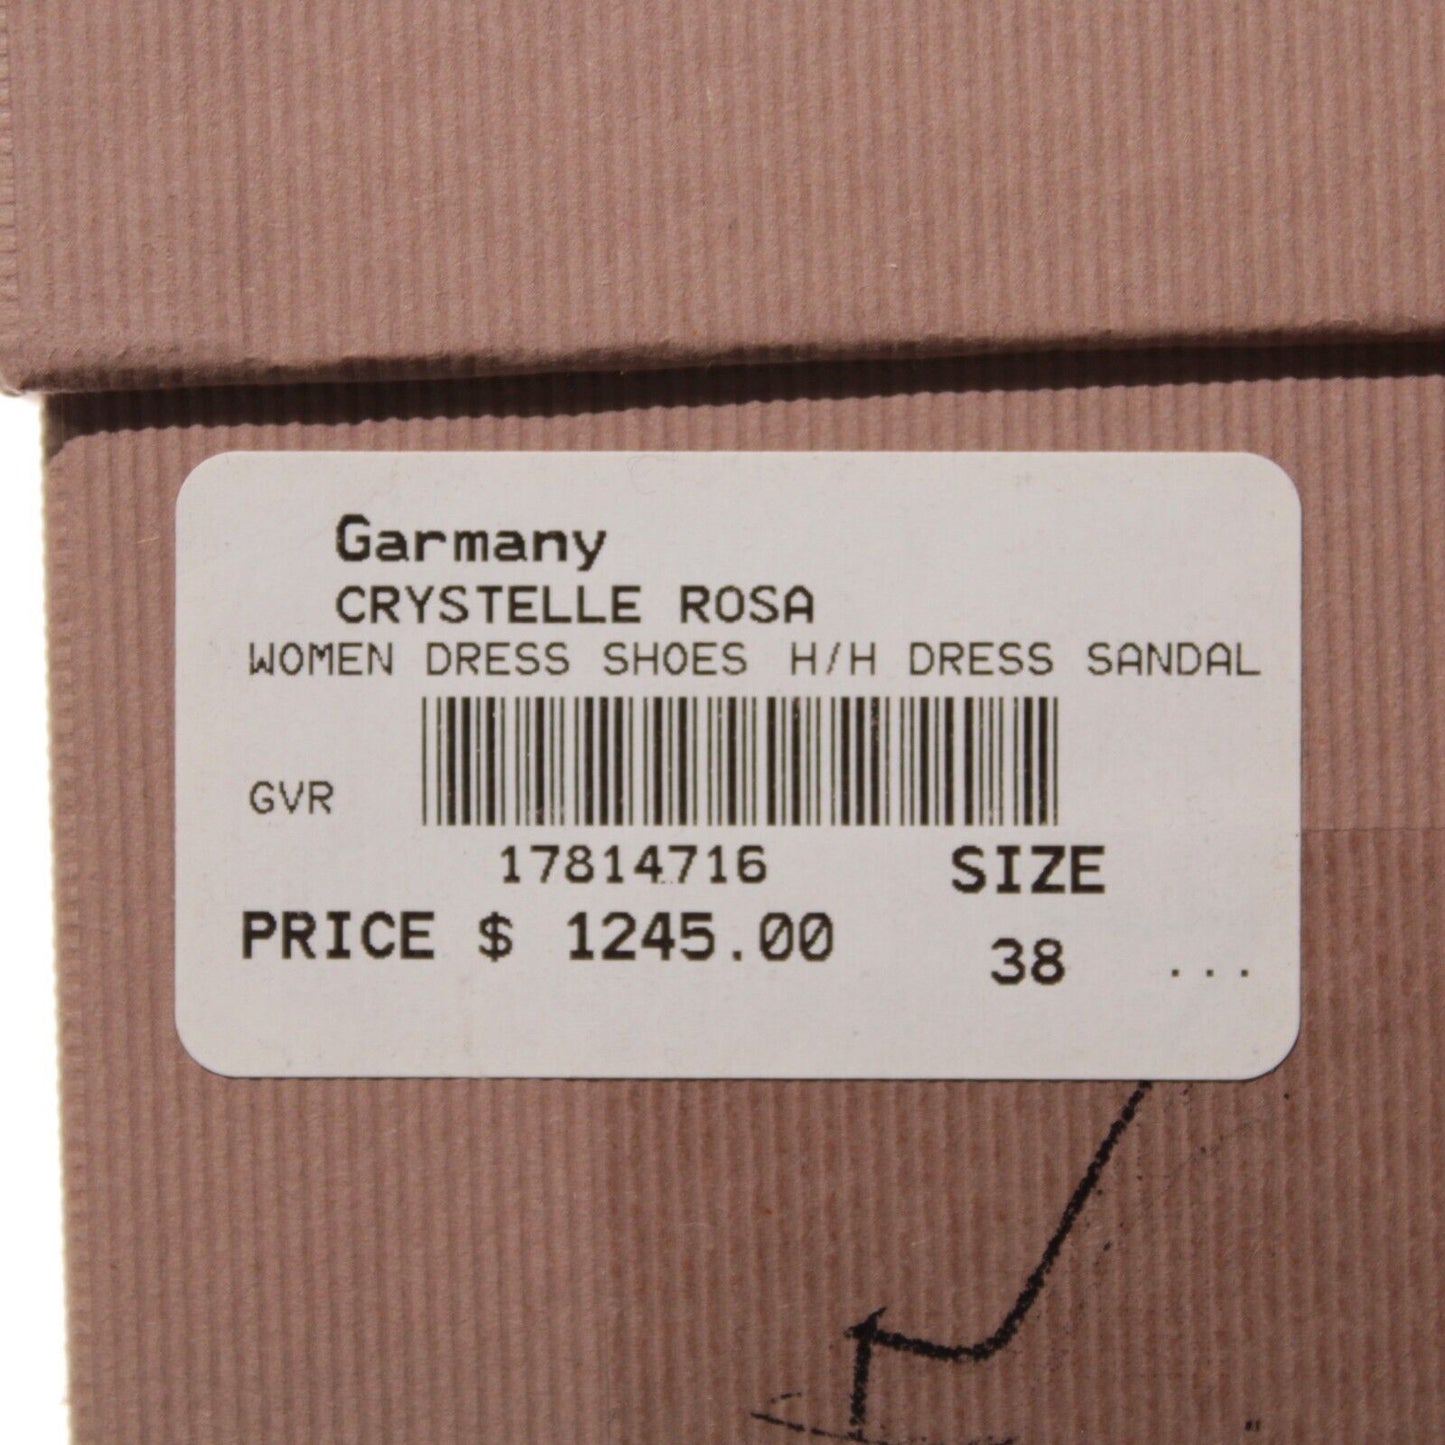 Garmany
CRYSTELLE ROSA
WOMEN DRESS SHOES H/H DRESS SANDAL
GVR
17814716 SIZE
PRICE $ 1245.00 38 ...